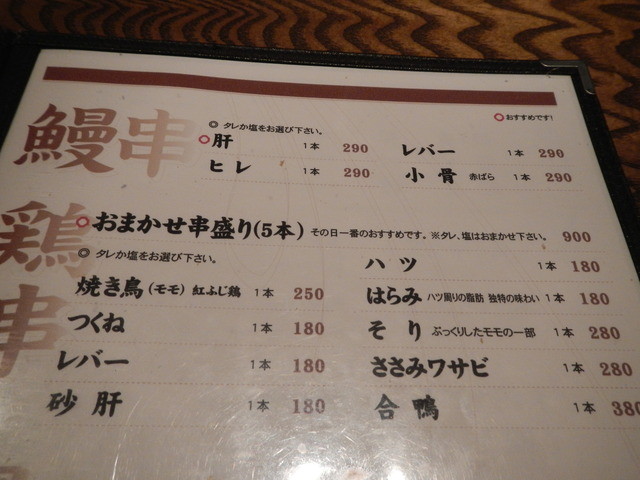 鰻串
◎ タレか塩をお選び下さい。
○おすすめです!
○肝 1本 290
レバー 1本 290
ヒレ 1本 290
小骨 赤ばら 1本 290
鶏串
○おまかせ串盛り(5本) その日一番のおすすめです。※タレ、塩はおまかせ下さい。 900
◎ タレか塩をお選び下さい。
ハツ 1本 180
焼き鳥(モモ) 紅ふじ鶏 1本 250
はらみ ハツ周りの脂肪 独特の味わい 1本 180
つくね 1本 180
そり ぷっくりしたモモの一部 1本 280
レバー 1本 180
ささみワサビ 1本 280
砂肝 1本 180
合鴨 1本 380